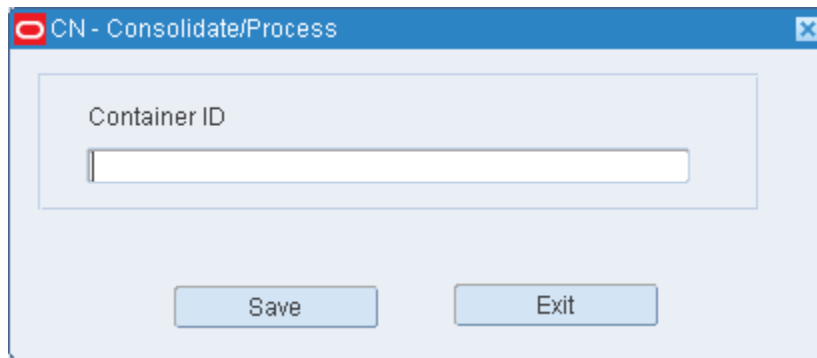 CN - Consolidate/Process
Container ID
Save Exit